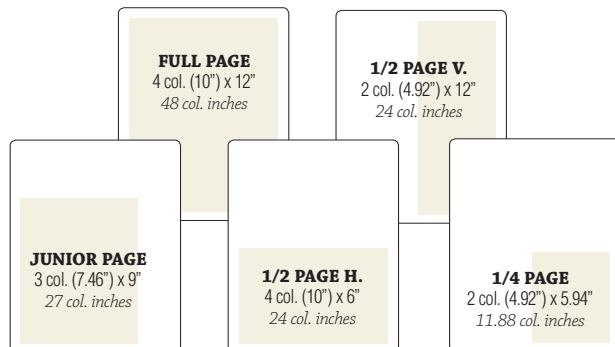 FULL PAGE
4 col. (10”) x 12”
48 col. inches
1/2 PAGE V.
2 col. (4.92”) x 12”
24 col. inches
JUNIOR PAGE
3 col. (7.46”) x 9”
27 col. inches
1/2 PAGE H.
4 col. (10”) x 6”
24 col. inches
1/4 PAGE
2 col. (4.92”) x 5.94”
11.88 col. inches